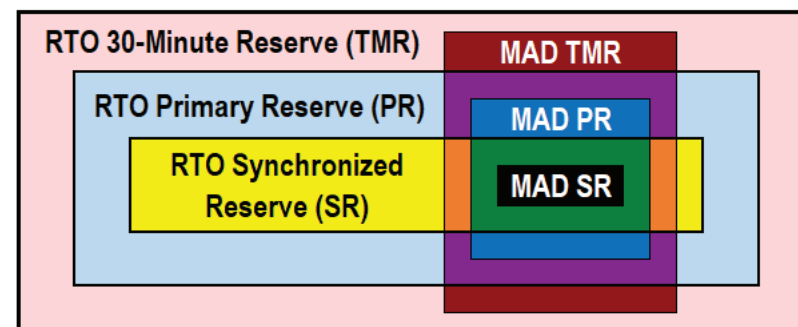 RTO 30-Minute Reserve (TMR)
MAD TMR
RTO Primary Reserve (PR)
MAD PR
RTO Synchronized
Reserve (SR)
MAD SR